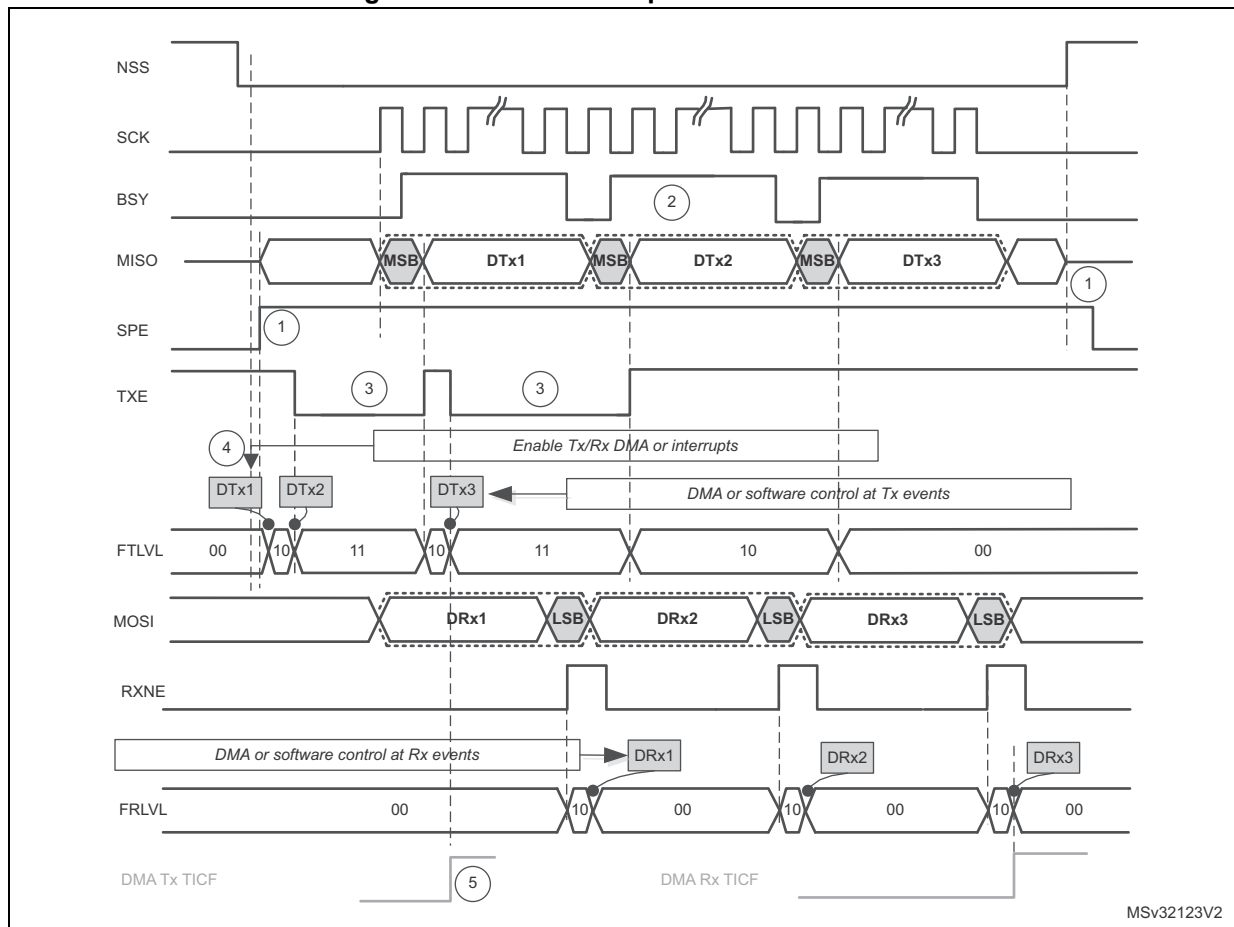 NSS
SCK
BSY
2
MISO
MSB DTx1 MSB DTx2 MSB DTx3
1
SPE
1
TXE
3 3
4
Enable Tx/Rx DMA or interrupts
DTx1 DTx2 DTx3
DMA or software control at Tx events
FTLVL 00 10 11 10 11 10 00
MOSI DRx1 LSB DRx2 LSB DRx3 LSB
RXNE
DMA or software control at Rx events
DRx1 DRx2 DRx3
FRLVL 00 10 00 10 00 10 00
DMA Tx TICF 5 DMA Rx TICF
MSv32123V2